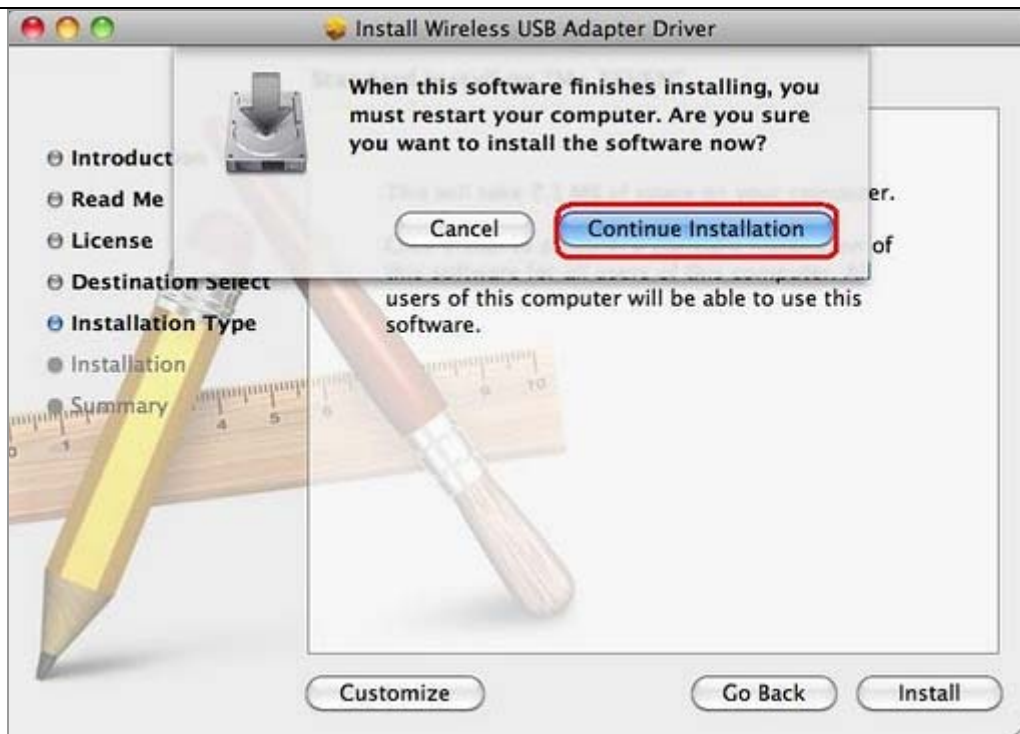 Install Wireless USB Adapter Driver
When this software finishes installing, you
must restart your computer. Are you sure
you want to install the software now?
Cancel
Continue Installation
Introduct
Read Me
License
Destination Select
Installation Type
Installation
Summary
er.
of
users of this computer will be able to use this
software.
Customize
Go Back
Install